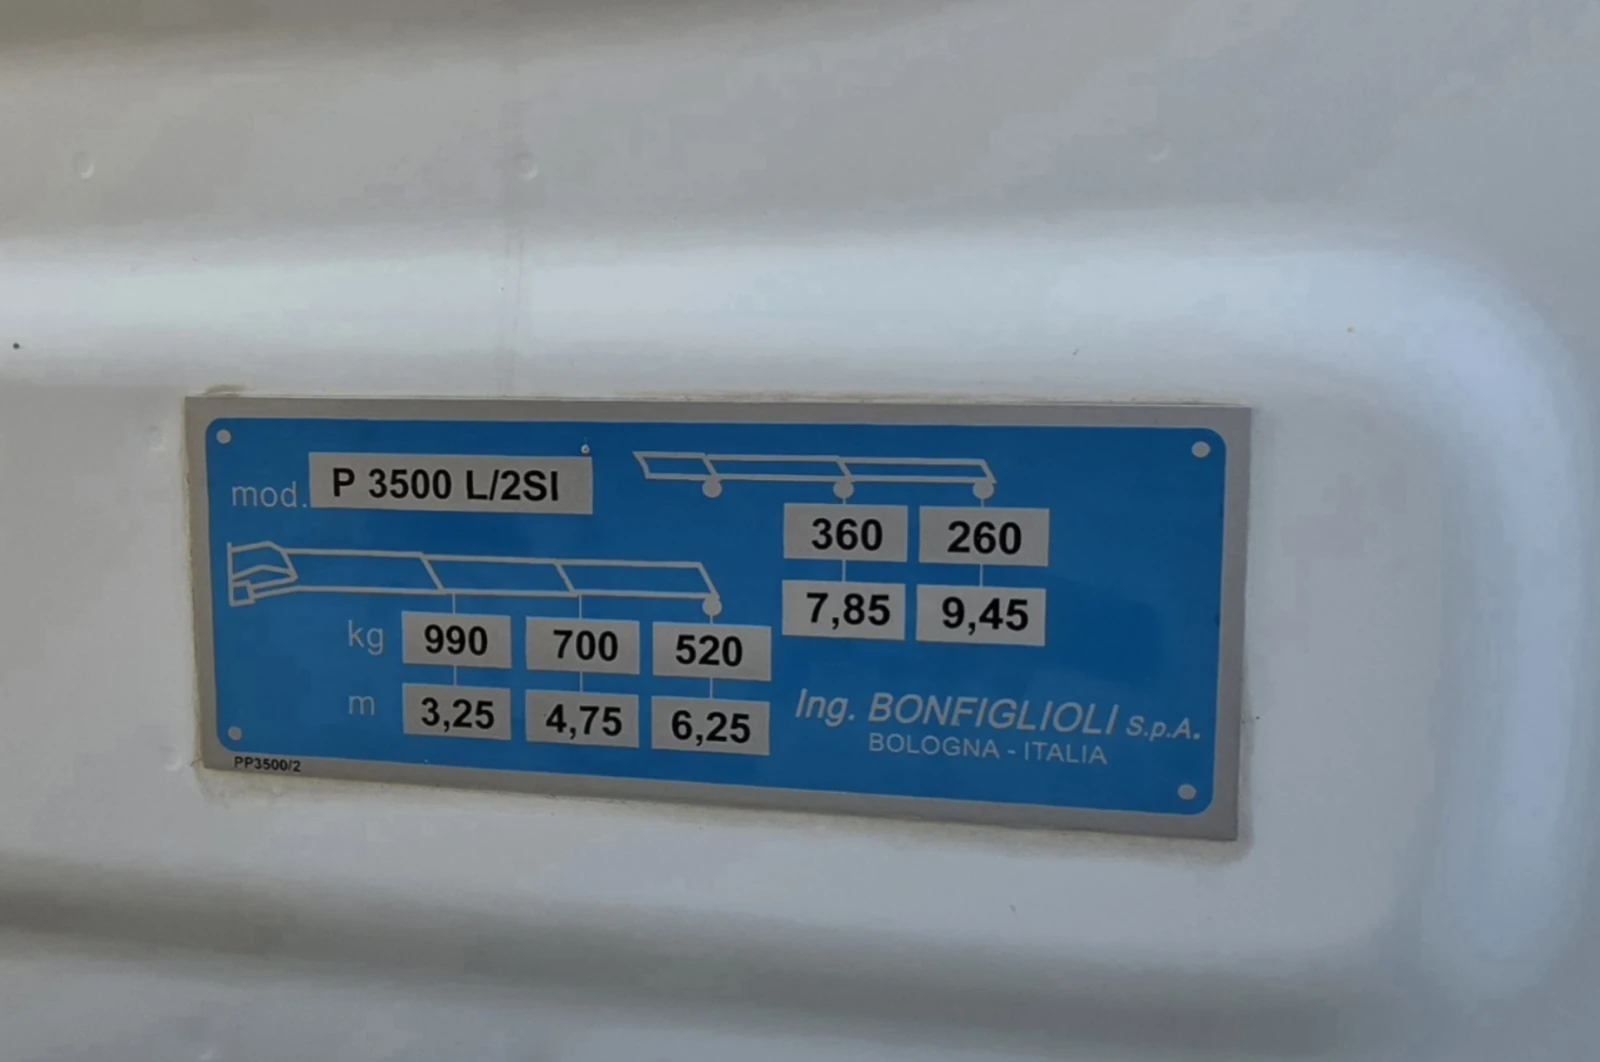 mod. P 3500 L/2SI
360 260
7,85 9,45
kg 990 700 520
m 3,25 4,75 6,25
Ing. BONFIGLIOLI S.p.A.
BOLOGNA - ITALIA
PP3500/2